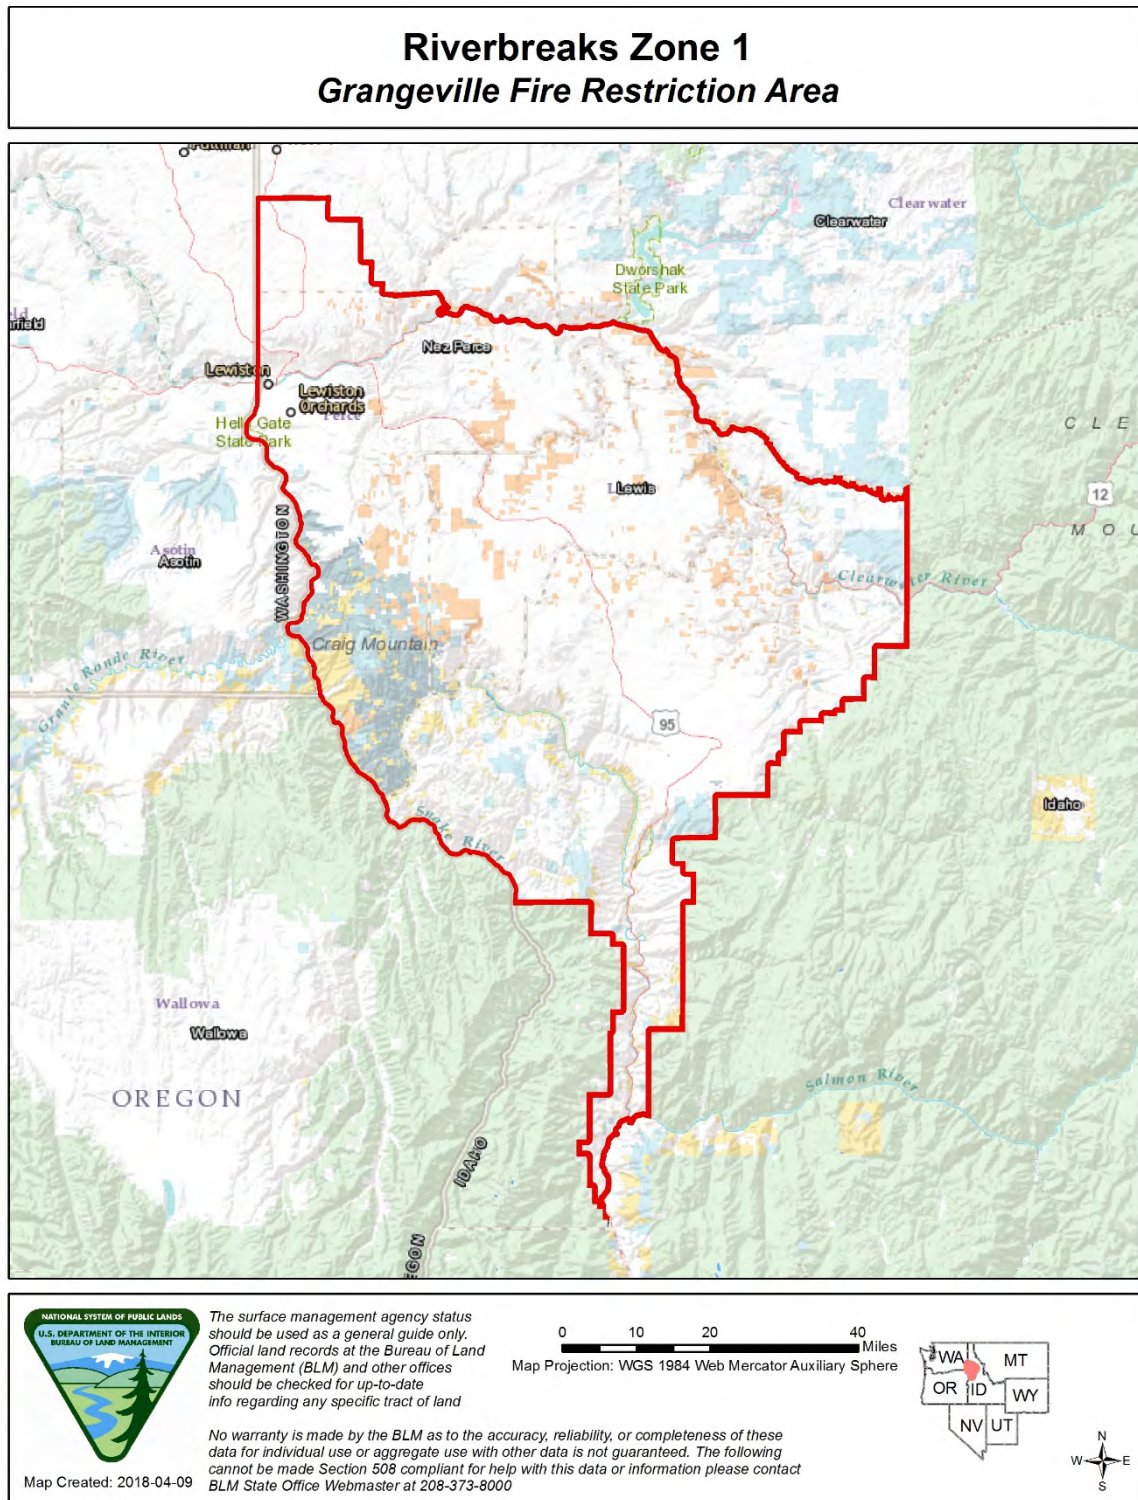 Riverbreaks Zone 1
Grangeville Fire Restriction Area
Pullman
Clearwater
Clearwater
Dworshak
State Park
Nez Perce
Lewiston
Lewiston
Orchards
Perce
Hells Gate
State Park
CLE
12
MOU
Lewis
WASHINGTON
Asotin
Asotin
Clearwater River
Craig Mountain
Grande Ronde River
95
Idaho
Snake River
Wallowa
Wallowa
OREGON
Salmon River
IDAHO
EGON
NATIONAL SYSTEM OF PUBLIC LANDS
U.S. DEPARTMENT OF THE INTERIOR
BUREAU OF LAND MANAGEMENT
Map Created: 2018-04-09
The surface management agency status
should be used as a general guide only.
Official land records at the Bureau of Land
Management (BLM) and other offices
should be checked for up-to-date
info regarding any specific tract of land
No warranty is made by the BLM as to the accuracy, reliability, or completeness of these
data for individual use or aggregate use with other data is not guaranteed. The following
cannot be made Section 508 compliant for help with this data or information please contact
BLM State Office Webmaster at 208-373-8000
0 10 20 40
Miles
Map Projection: WGS 1984 Web Mercator Auxiliary Sphere
WA MT
OR ID WY
NV UT
N
W E
S